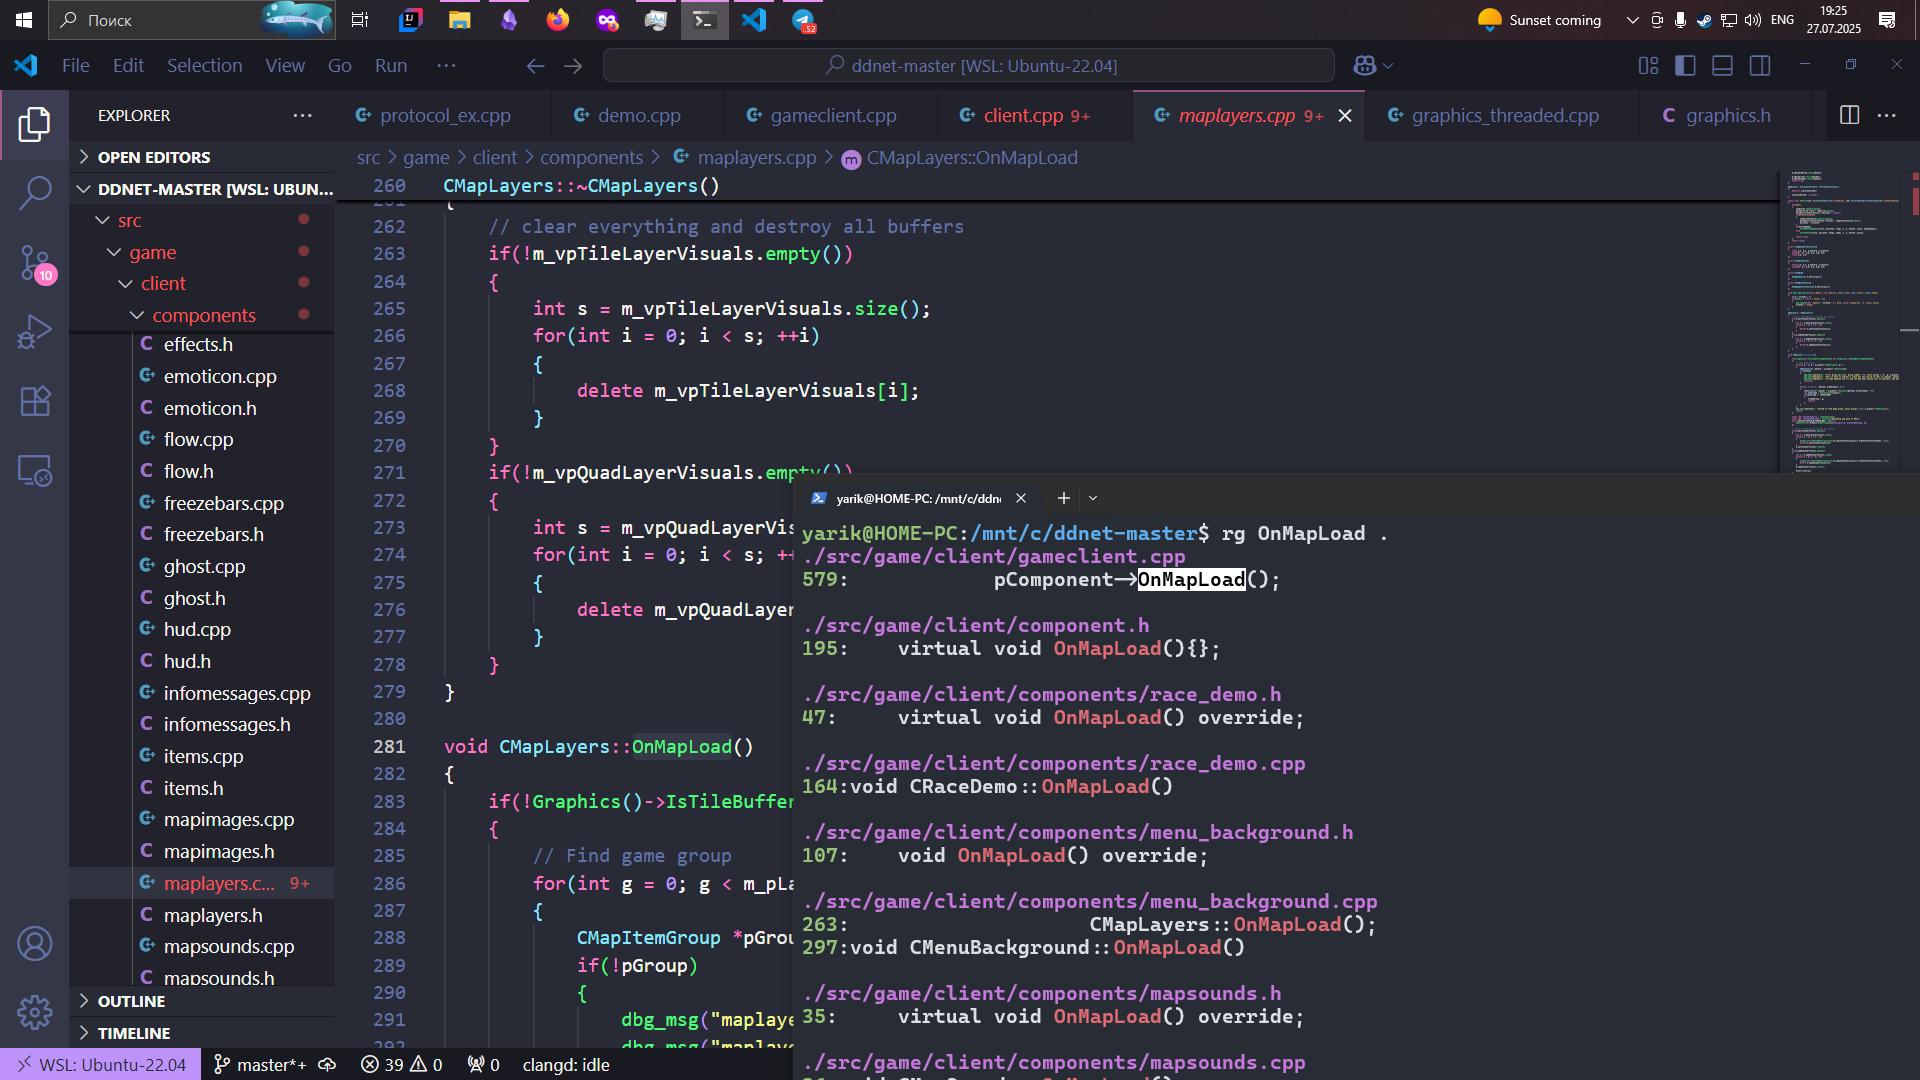 Поиск
52
Sunset coming
ENG
19:25
27.07.2025
File Edit Selection View Go Run ...
ddnet-master [WSL: Ubuntu-22.04]
EXPLORER
protocol_ex.cpp
demo.cpp
gameclient.cpp
client.cpp 9+
maplayers.cpp 9+
graphics_threaded.cpp
graphics.h
src > game > client > components > maplayers.cpp > CMapLayers::OnMapLoad
OPEN EDITORS
DDNET-MASTER [WSL: UBUN...
src
game
client
components
effects.h
emoticon.cpp
emoticon.h
flow.cpp
flow.h
freezebars.cpp
freezebars.h
ghost.cpp
ghost.h
hud.cpp
hud.h
infomessages.cpp
infomessages.h
items.cpp
items.h
mapimages.cpp
mapimages.h
maplayers.c... 9+
maplayers.h
mapsounds.cpp
mapsounds.h
OUTLINE
TIMELINE
10
260 CMapLayers::~CMapLayers()
261 {
262 // clear everything and destroy all buffers
263 if(!m_vpTileLayerVisuals.empty())
264 {
265 int s = m_vpTileLayerVisuals.size();
266 for(int i = 0; i < s; ++i)
267 {
268 delete m_vpTileLayerVisuals[i];
269 }
270 }
271 if(!m_vpQuadLayerVisuals.empty())
272 {
273 int s = m_vpQuadLayerVis
274 for(int i = 0; i < s; ++
275 {
276 delete m_vpQuadLayer
277 }
278 }
279 }
280
281 void CMapLayers::OnMapLoad()
282 {
283 if(!Graphics()->IsTileBuffer
284 {
285 // Find game group
286 for(int g = 0; g < m_pLa
287 {
288 CMapItemGroup *pGrou
289 if(!pGroup)
290 {
291 dbg_msg("maplaye
292 dbg_msg("maplaye
yarik@HOME-PC: /mnt/c/ddn
yarik@HOME-PC:/mnt/c/ddnet-master$ rg OnMapLoad .
./src/game/client/gameclient.cpp
579: pComponent->OnMapLoad();
./src/game/client/component.h
195: virtual void OnMapLoad(){};
./src/game/client/components/race_demo.h
47: virtual void OnMapLoad() override;
./src/game/client/components/race_demo.cpp
164:void CRaceDemo::OnMapLoad()
./src/game/client/components/menu_background.h
107: void OnMapLoad() override;
./src/game/client/components/menu_background.cpp
263: CMapLayers::OnMapLoad();
297:void CMenuBackground::OnMapLoad()
./src/game/client/components/mapsounds.h
35: virtual void OnMapLoad() override;
./src/game/client/components/mapsounds.cpp
WSL: Ubuntu-22.04
master*+
39 0
0
clangd: idle